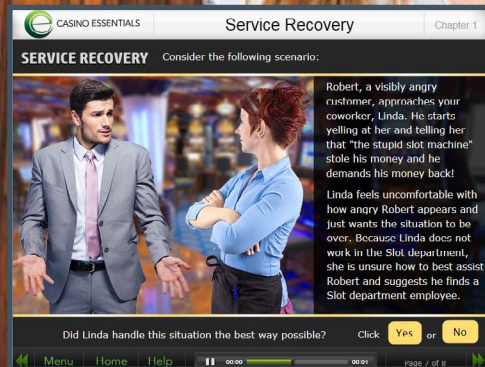 CASINO ESSENTIALS
Service Recovery
Chapter 1
SERVICE RECOVERY
Consider the following scenario:
Robert, a visibly angry
customer, approaches your
coworker, Linda. He starts
yelling at her and telling her
that "the stupid slot machine"
stole his money and he
demands his money back!
Linda feels uncomfortable with
how angry Robert appears and
just wants the situation to be
over. Because Linda does not
work in the Slot department,
she is unsure how to best assist
Robert and suggests he finds a
Slot department employee.
Did Linda handle this situation the best way possible?
Click Yes or No
Menu Home Help 00:00 00:01 Page 7 of 8